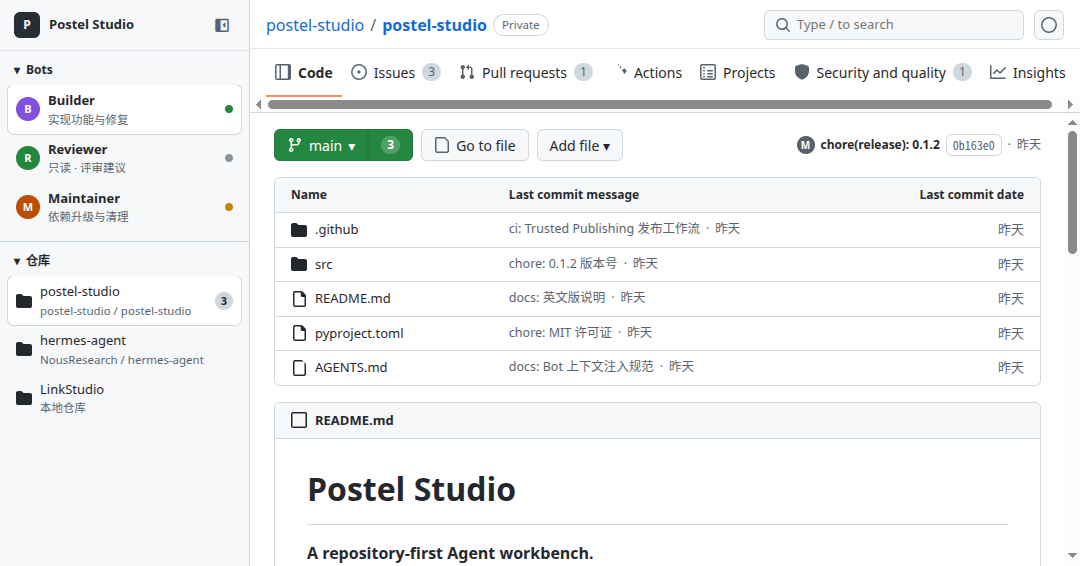 P Postel Studio
▾ Bots
B Builder
实现功能与修复
R Reviewer
只读 · 评审建议
M Maintainer
依赖升级与清理
▾ 仓库
postel-studio 3
postel-studio / postel-studio
hermes-agent
NousResearch / hermes-agent
LinkStudio
本地仓库
postel-studio / postel-studio Private
Type / to search
Code Issues 3 Pull requests 1 Actions Projects Security and quality 1 Insights
main ▾ 3 Go to file Add file ▾ M chore(release): 0.1.2 0b163e0 · 昨天
Name Last commit message Last commit date
.github ci: Trusted Publishing 发布工作流 · 昨天 昨天
src chore: 0.1.2 版本号 · 昨天 昨天
README.md docs: 英文版说明 · 昨天 昨天
pyproject.toml chore: MIT 许可证 · 昨天 昨天
AGENTS.md docs: Bot 上下文注入规范 · 昨天 昨天
README.md
Postel Studio
A repository-first Agent workbench.